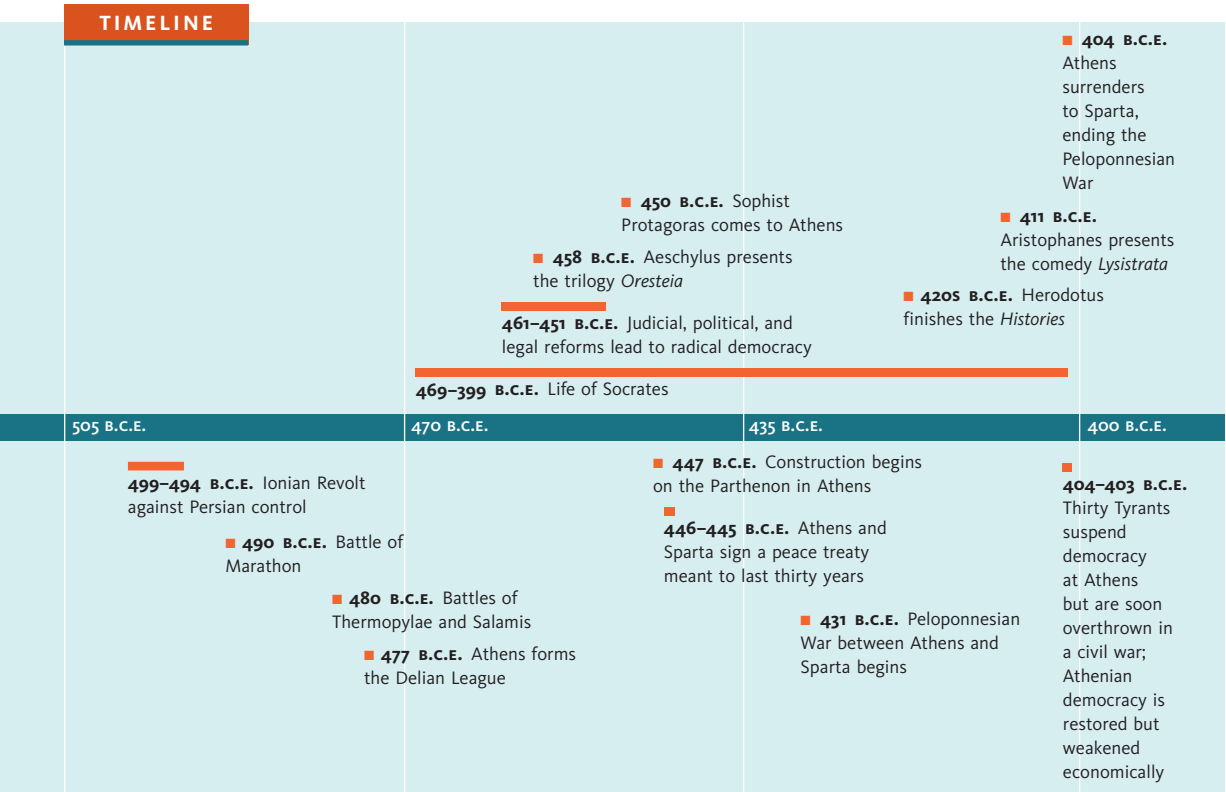 TIMELINE
404 B.C.E.
Athens
surrenders
to Sparta,
ending the
Peloponnesian
War
450 B.C.E. Sophist
Protagoras comes to Athens
411 B.C.E.
Aristophanes presents
the comedy Lysistrata
458 B.C.E. Aeschylus presents
the trilogy Oresteia
420s B.C.E. Herodotus
finishes the Histories
461–451 B.C.E. Judicial, political, and
legal reforms lead to radical democracy
469–399 B.C.E. Life of Socrates
505 B.C.E.
470 B.C.E.
435 B.C.E.
400 B.C.E.
499–494 B.C.E. Ionian Revolt
against Persian control
490 B.C.E. Battle of
Marathon
480 B.C.E. Battles of
Thermopylae and Salamis
477 B.C.E. Athens forms
the Delian League
447 B.C.E. Construction begins
on the Parthenon in Athens
446–445 B.C.E. Athens and
Sparta sign a peace treaty
meant to last thirty years
431 B.C.E. Peloponnesian
War between Athens and
Sparta begins
404–403 B.C.E.
Thirty Tyrants
suspend
democracy
at Athens
but are soon
overthrown in
a civil war;
Athenian
democracy is
restored but
weakened
economically